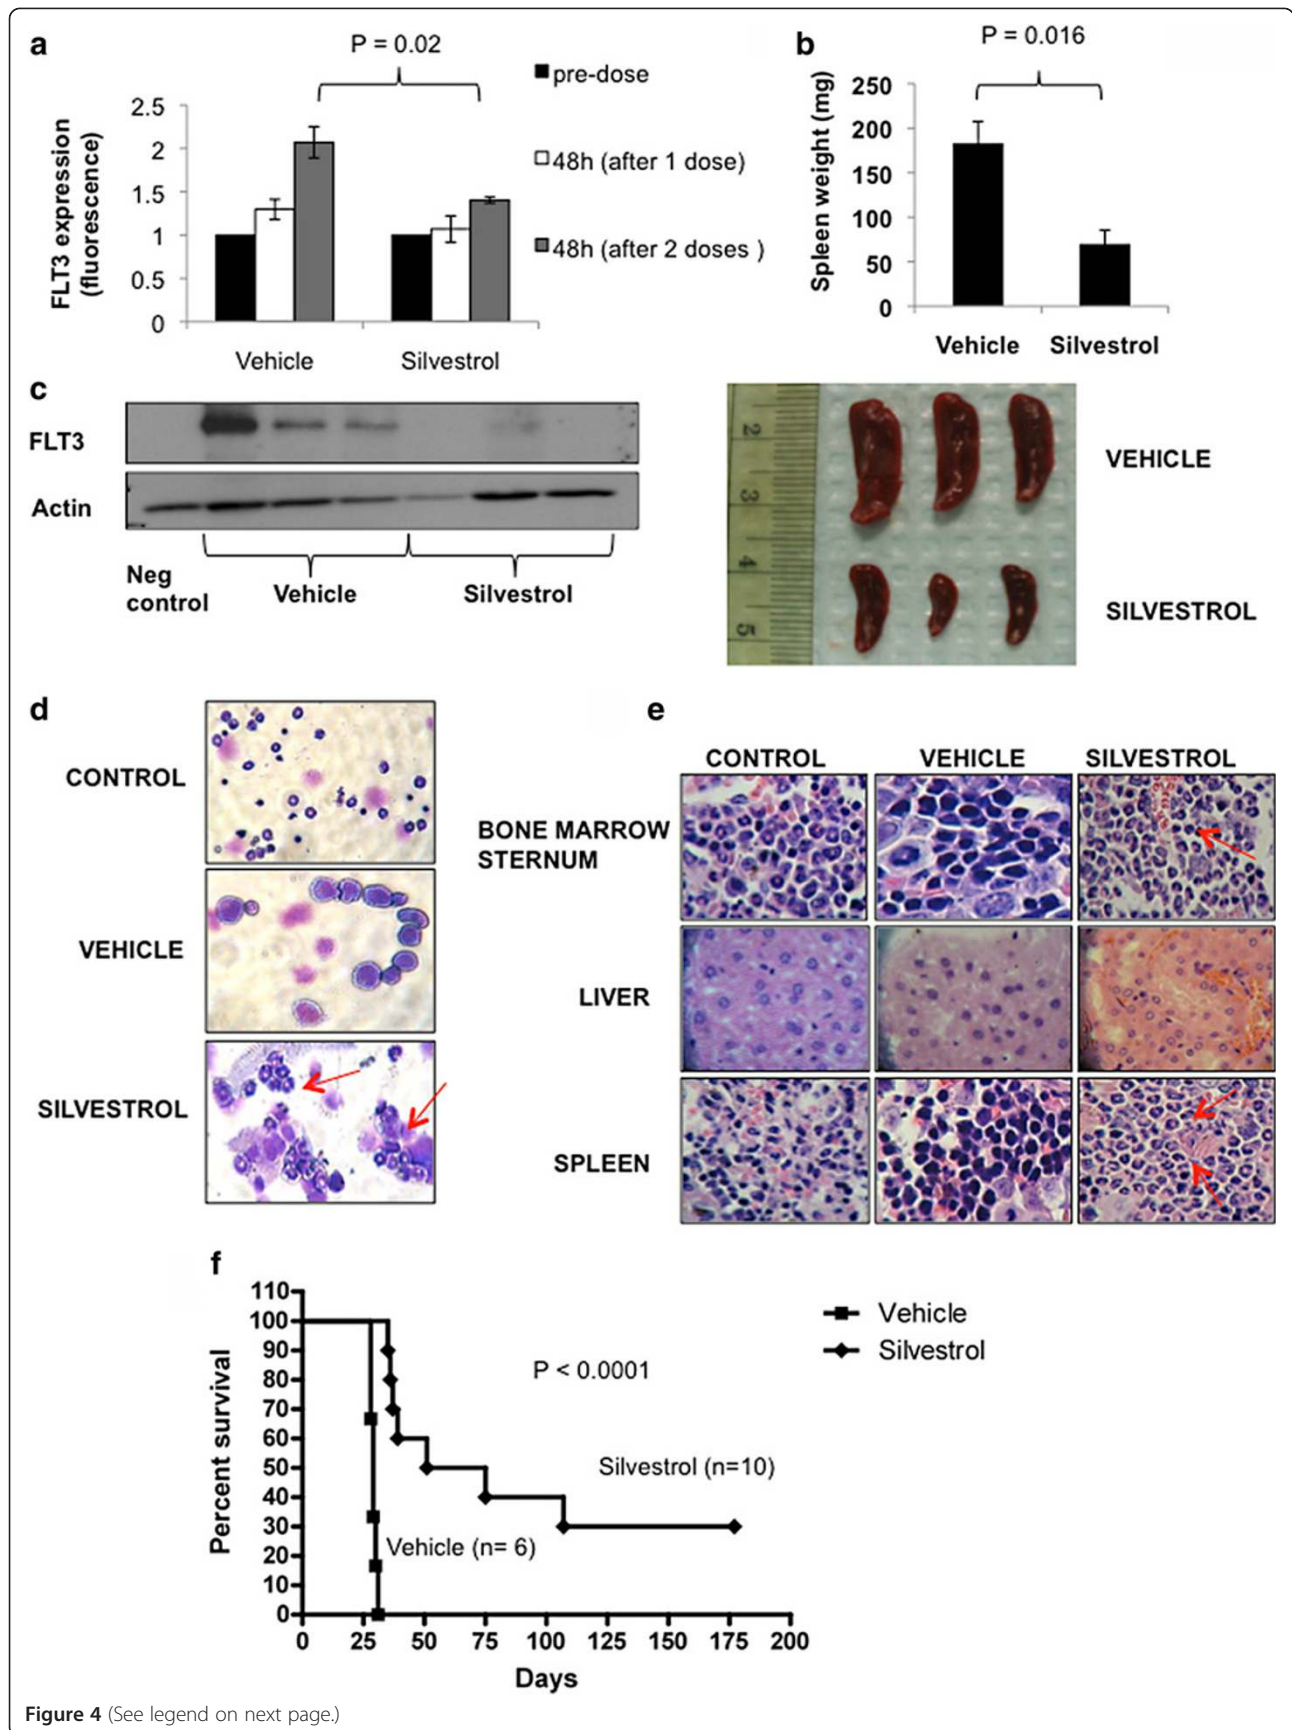 a
P = 0.02
FLT3 expression
(fluorescence)
2.5
2
1.5
1
0.5
0
Vehicle
Silvestrol
pre-dose
48h (after 1 dose)
48h (after 2 doses )
b
P = 0.016
Spleen weight (mg)
250
200
150
100
50
0
Vehicle
Silvestrol
2
3
4
5
VEHICLE
SILVESTROL
c
FLT3
Actin
Neg
control
Vehicle
Silvestrol
d
CONTROL
VEHICLE
SILVESTROL
e
CONTROL
VEHICLE
SILVESTROL
BONE MARROW
STERNUM
LIVER
SPLEEN
f
110
100
90
80
70
60
50
40
30
20
10
0
Percent survival
0
25
50
75
100
125
150
175
200
Days
P < 0.0001
Silvestrol (n=10)
Vehicle (n= 6)
Vehicle
Silvestrol
Figure 4 (See legend on next page.)